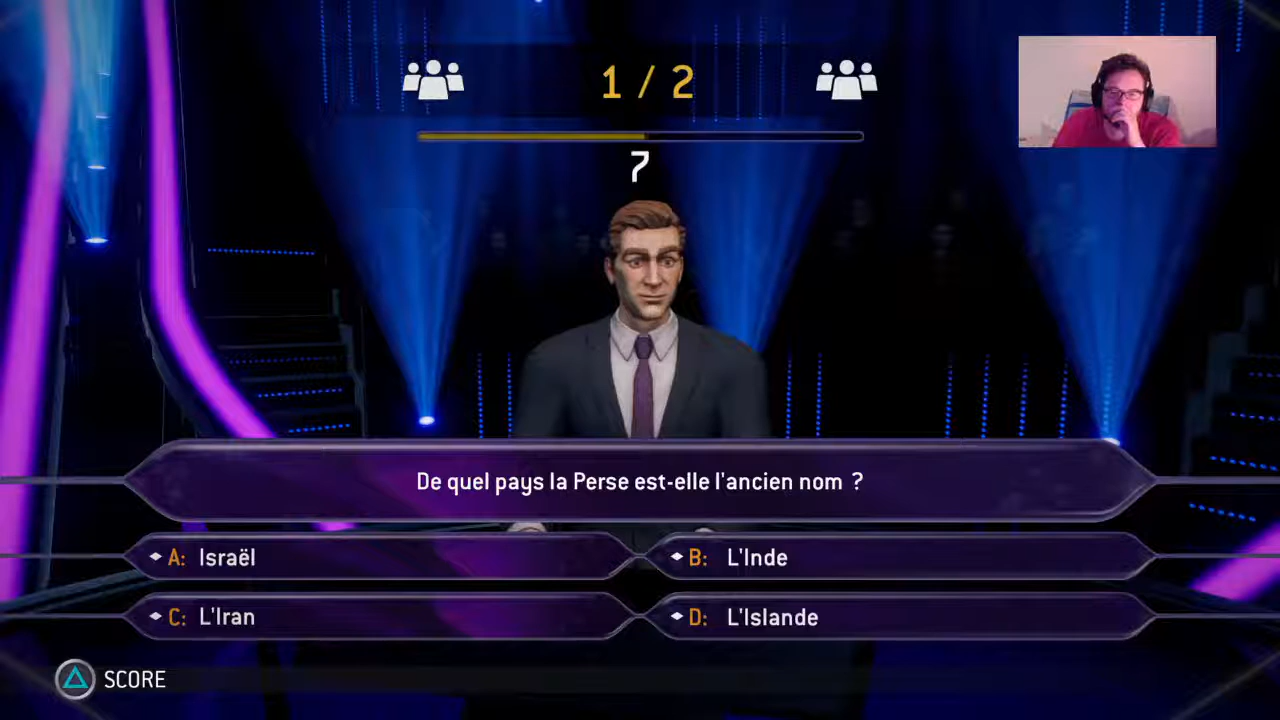 1 / 2
7
De quel pays la Perse est-elle l'ancien nom ?
A: Israël
B: L'Inde
C: L'Iran
D: L'Islande
SCORE